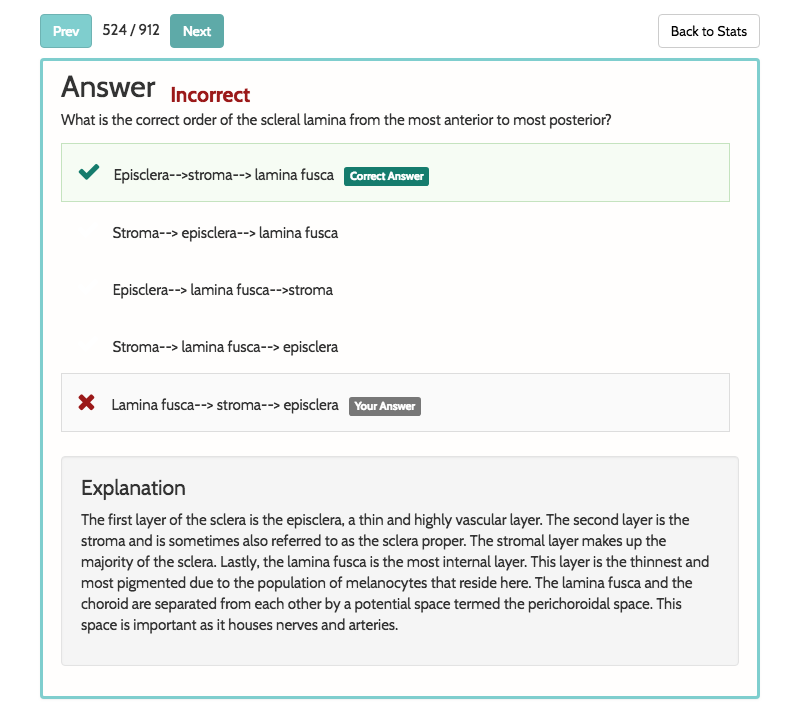 Prev 524 / 912 Next Back to Stats
Answer Incorrect
What is the correct order of the scleral lamina from the most anterior to most posterior?
Episclera-->stroma--> lamina fusca Correct Answer
Stroma--> episclera--> lamina fusca
Episclera--> lamina fusca-->stroma
Stroma--> lamina fusca--> episclera
Lamina fusca--> stroma--> episclera Your Answer
Explanation
The first layer of the sclera is the episclera, a thin and highly vascular layer. The second layer is the
stroma and is sometimes also referred to as the sclera proper. The stromal layer makes up the
majority of the sclera. Lastly, the lamina fusca is the most internal layer. This layer is the thinnest and
most pigmented due to the population of melanocytes that reside here. The lamina fusca and the
choroid are separated from each other by a potential space termed the perichoroidal space. This
space is important as it houses nerves and arteries.